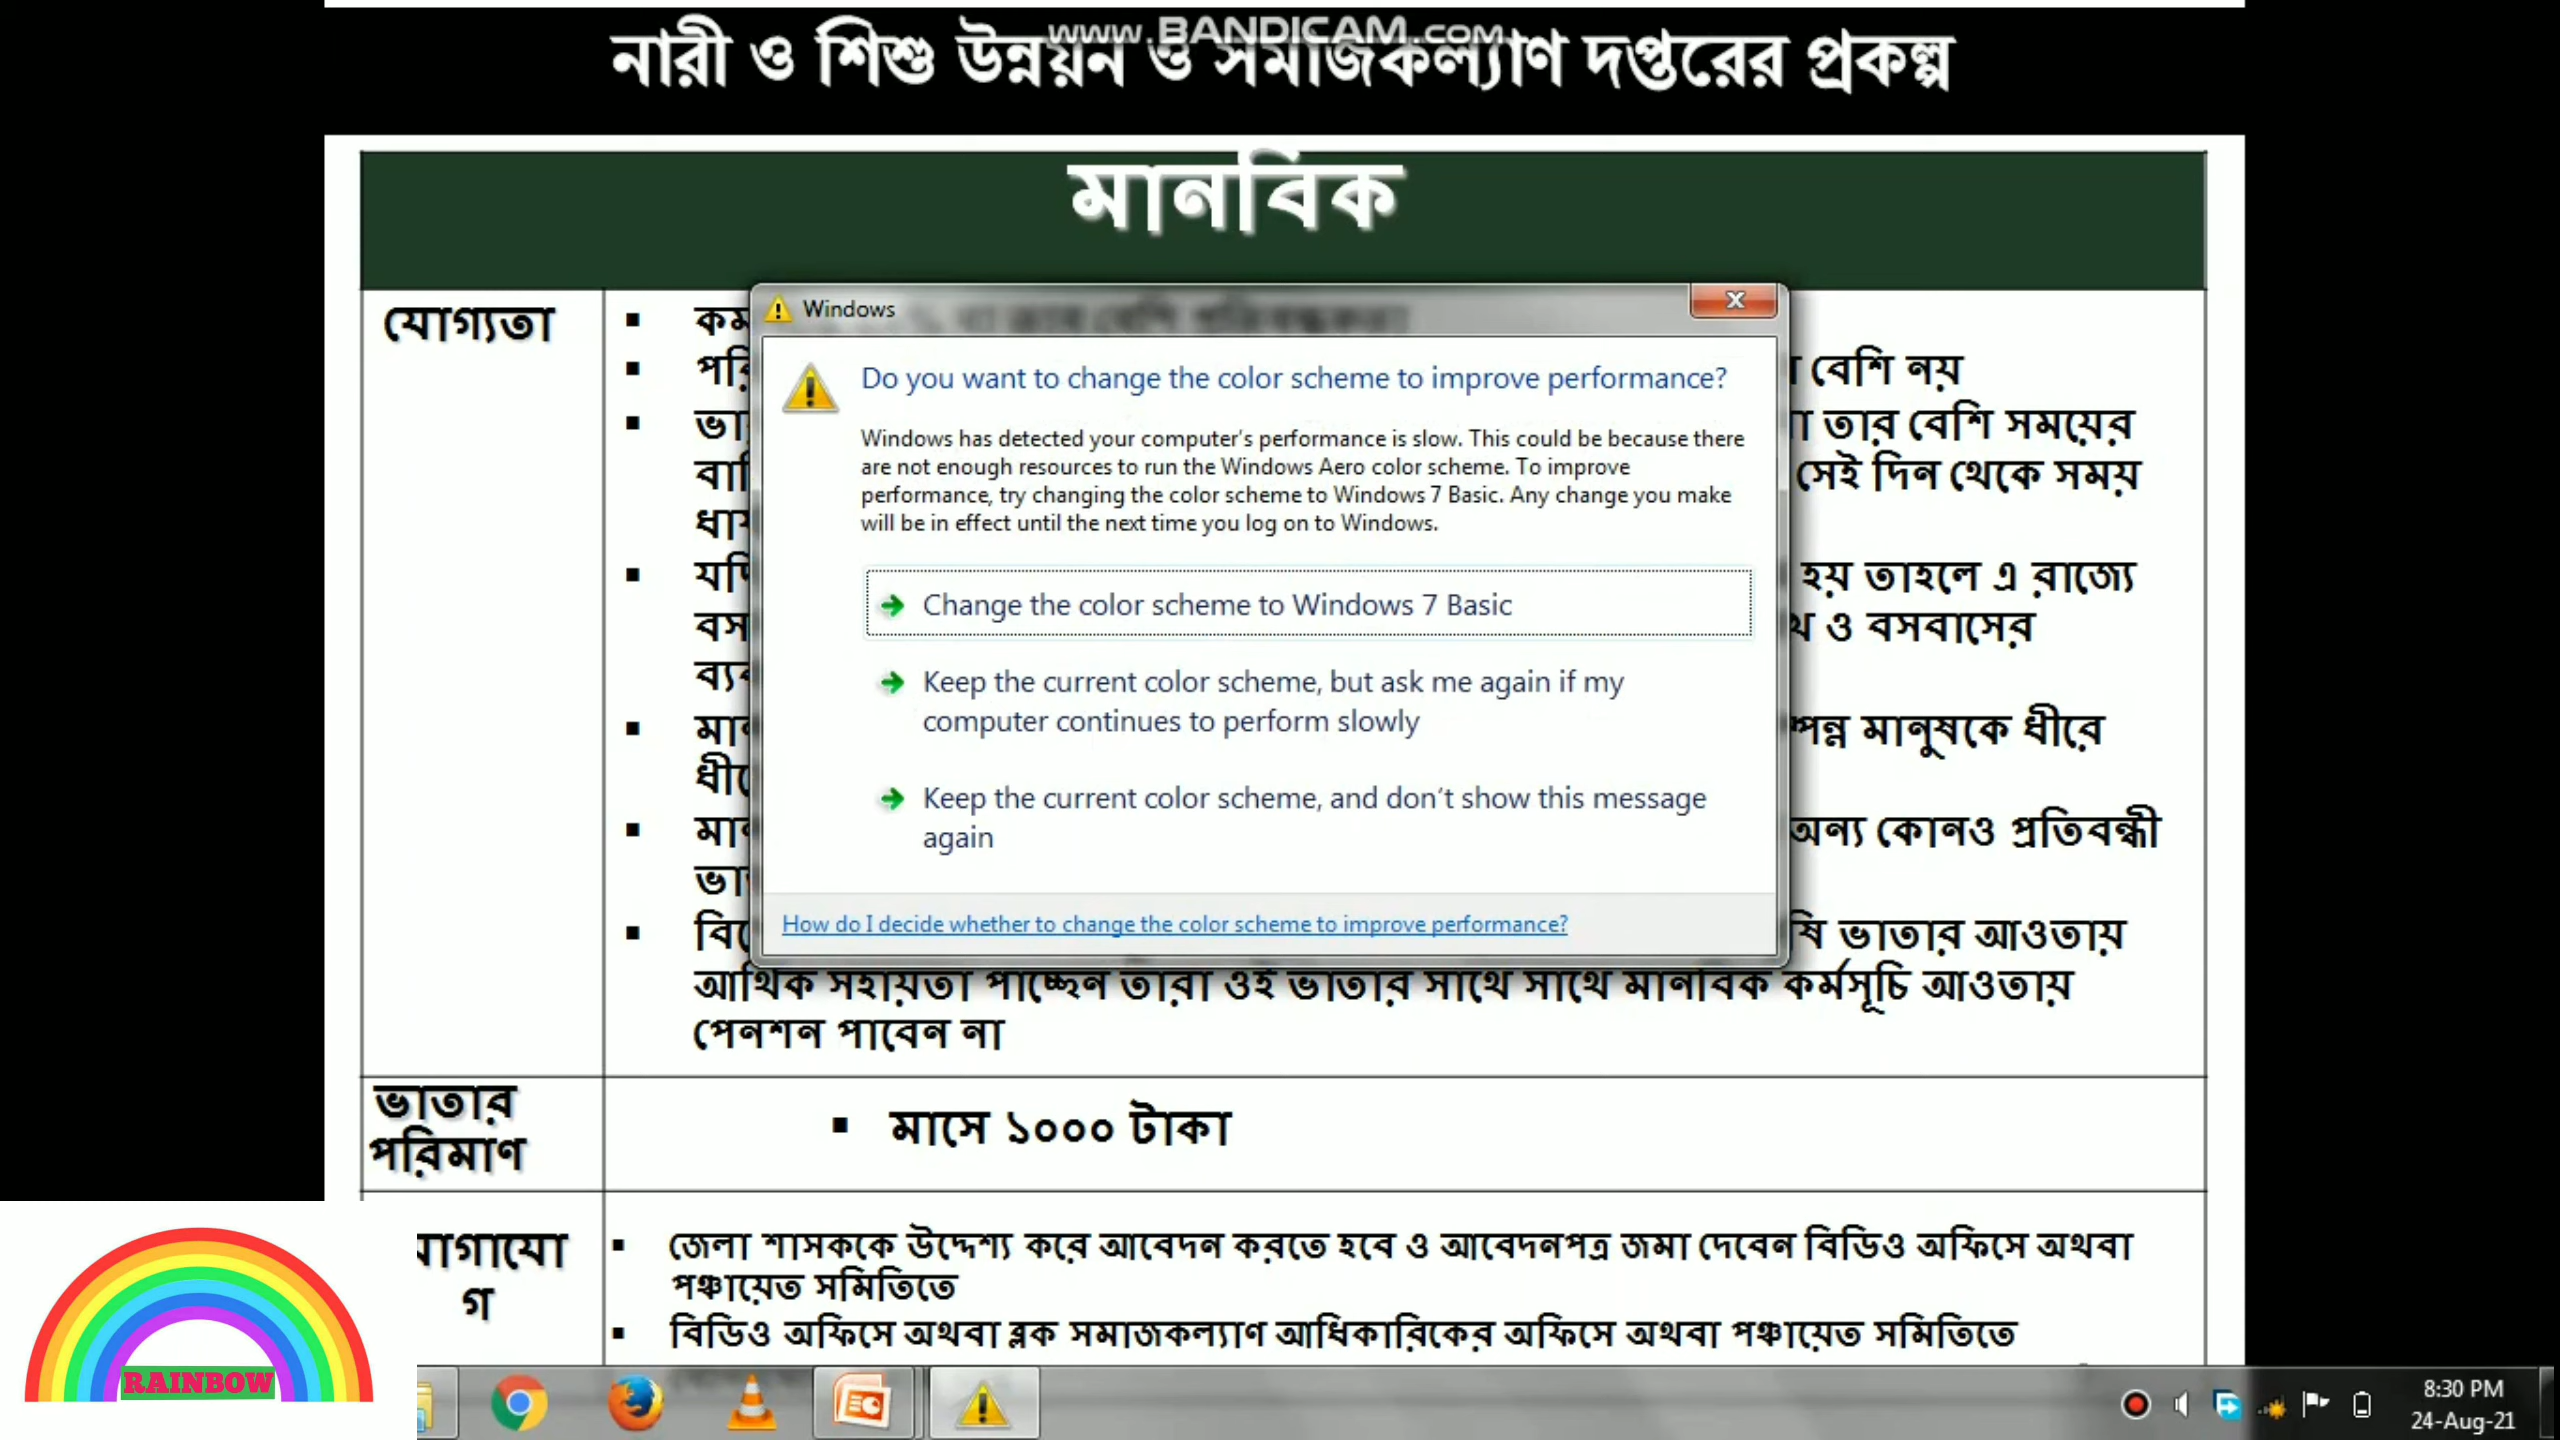 www.BANDICAM.com
নারী ও শিশু উন্নয়ন ও সমাজকল্যাণ দপ্তরের প্রকল্প
মানবিক
Windows
যোগ্যতা
Do you want to change the color scheme to improve performance?
বেশি নয়
Windows has detected your computer's performance is slow. This could be because there
are not enough resources to run the Windows Aero color scheme. To improve
performance, try changing the color scheme to Windows 7 Basic. Any change you make
will be in effect until the next time you log on to Windows.
তার বেশি সময়ের
সেই দিন থেকে সময়
Change the color scheme to Windows 7 Basic
হয় তাহলে এ রাজ্যে
ও বসবাসের
Keep the current color scheme, but ask me again if my
computer continues to perform slowly
মানুষকে ধীরে
Keep the current color scheme, and don't show this message
again
অন্য কোনও প্রতিবন্ধী
How do I decide whether to change the color scheme to improve performance?
ভাতার আওতায়
আর্থিক সহায়তা পাচ্ছেন তারা ওই ভাতার সাথে সাথে মানবিক কর্মসূচি আওতায়
পেনশন পাবেন না
ভাতার
পরিমাণ
মাসে ১০০০ টাকা
জেলা শাসককে উদ্দেশ্য করে আবেদন করতে হবে ও আবেদনপত্র জমা দেবেন বিডিও অফিসে অথবা
পঞ্চায়েত সমিতিতে
বিডিও অফিসে অথবা ব্লক সমাজকল্যাণ আধিকারিকের অফিসে অথবা পঞ্চায়েত সমিতিতে
RAINBOW
8:30 PM
24-Aug-21